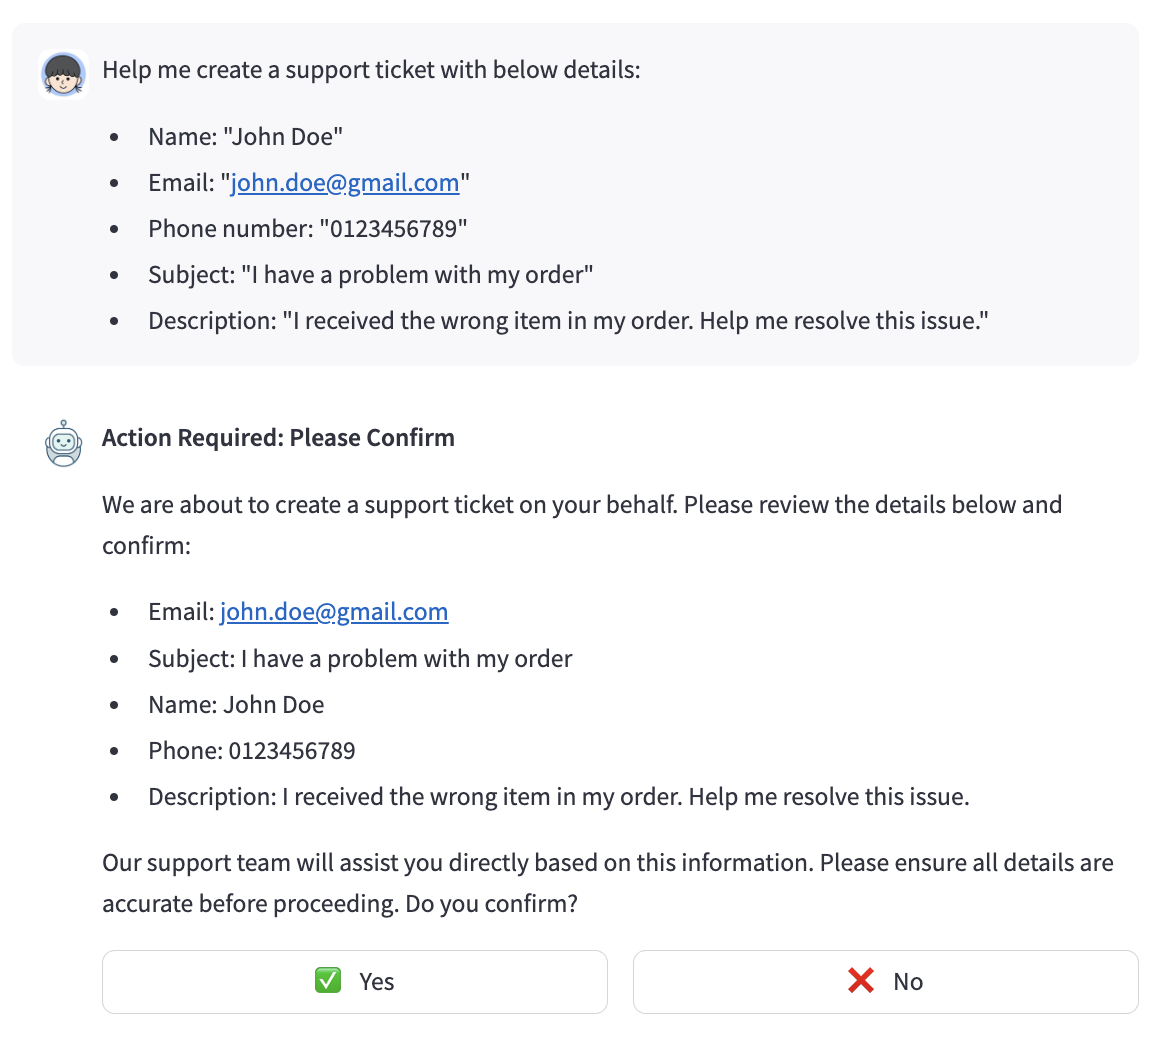 Help me create a support ticket with below details:
• Name: "John Doe"
• Email: "john.doe@gmail.com"
• Phone number: "0123456789"
• Subject: "I have a problem with my order"
• Description: "I received the wrong item in my order. Help me resolve this issue."
Action Required: Please Confirm
We are about to create a support ticket on your behalf. Please review the details below and
confirm:
• Email: john.doe@gmail.com
• Subject: I have a problem with my order
• Name: John Doe
• Phone: 0123456789
• Description: I received the wrong item in my order. Help me resolve this issue.
Our support team will assist you directly based on this information. Please ensure all details are
accurate before proceeding. Do you confirm?
✅ Yes
❌ No